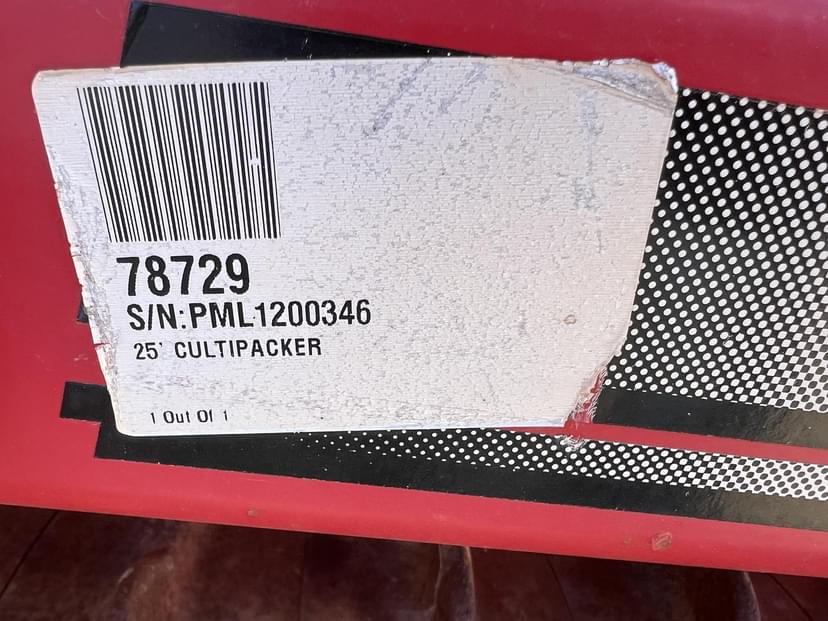 78729
S/N:PML1200346
25' CULTIPACKER
1 Out Of 1